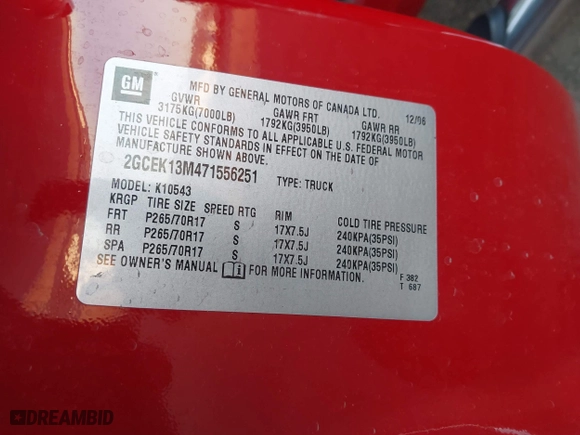 GM
MFD BY GENERAL MOTORS OF CANADA LTD. 12/06
GVWR GAWR FRT GAWR RR
3175KG(7000LB) 1792KG(3950LB) 1792KG(3950LB)
THIS VEHICLE CONFORMS TO ALL APPLICABLE U.S. FEDERAL MOTOR
VEHICLE SAFETY STANDARDS IN EFFECT ON THE DATE OF
MANUFACTURE SHOWN ABOVE.
2GCEK13M471556251 TYPE: TRUCK
MODEL: K10543
KRGP TIRE SIZE SPEED RTG RIM COLD TIRE PRESSURE
FRT P265/70R17 S 17X7.5J 240KPA(35PSI)
RR P265/70R17 S 17X7.5J 240KPA(35PSI)
SPA P265/70R17 S 17X7.5J 240KPA(35PSI)
SEE OWNER'S MANUAL FOR MORE INFORMATION.
F 382
T 687
DREAMBID